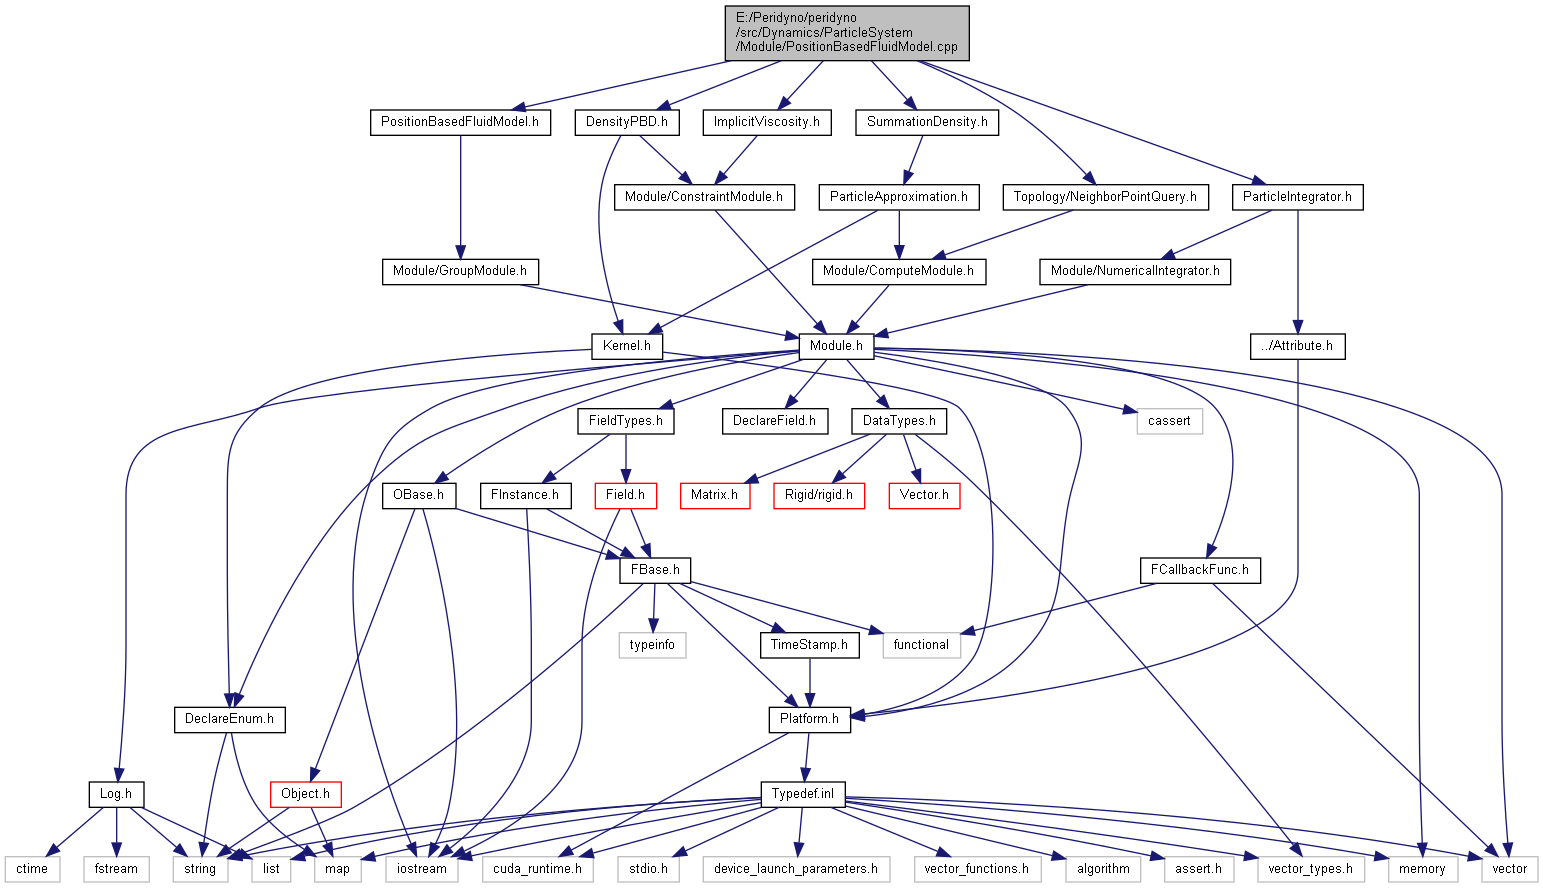 E:/Peridyno/peridyno
/src/Dynamics/ParticleSystem
/Module/PositionBasedFluidModel.cpp
PositionBasedFluidModel.h
DensityPBD.h
ImplicitViscosity.h
SummationDensity.h
Module/ConstraintModule.h
ParticleApproximation.h
Topology/NeighborPointQuery.h
ParticleIntegrator.h
Module/GroupModule.h
Module/ComputeModule.h
Module/NumericalIntegrator.h
Kernel.h
Module.h
../Attribute.h
FieldTypes.h
DeclareField.h
DataTypes.h
cassert
OBase.h
FInstance.h
Field.h
Matrix.h
Rigid/rigid.h
Vector.h
FBase.h
FCallbackFunc.h
typeinfo
TimeStamp.h
functional
DeclareEnum.h
Platform.h
Log.h
Object.h
Typedef.inl
ctime
fstream
string
list
map
iostream
cuda_runtime.h
stdio.h
device_launch_parameters.h
vector_functions.h
algorithm
assert.h
vector_types.h
memory
vector